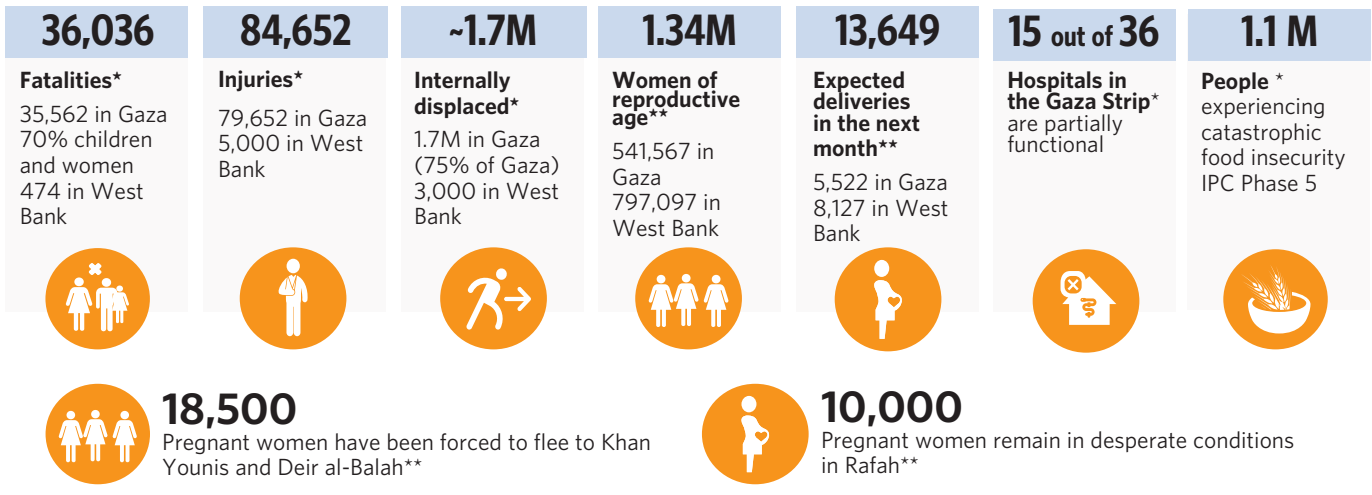 36,036
Fatalities*
35,562 in Gaza
70% children
and women
474 in West
Bank
84,652
Injuries*
79,652 in Gaza
5,000 in West
Bank
~1.7M
Internally
displaced*
1.7M in Gaza
(75% of Gaza)
3,000 in West
Bank
1.34M
Women of
reproductive
age**
541,567 in
Gaza
797,097 in
West Bank
13,649
Expected
deliveries
in the next
month**
5,522 in Gaza
8,127 in West
Bank
15 out of 36
Hospitals in
the Gaza Strip*
are partially
functional
1.1 M
People *
experiencing
catastrophic
food insecurity
IPC Phase 5
18,500
Pregnant women have been forced to flee to Khan
Younis and Deir al-Balah**
10,000
Pregnant women remain in desperate conditions
in Rafah**